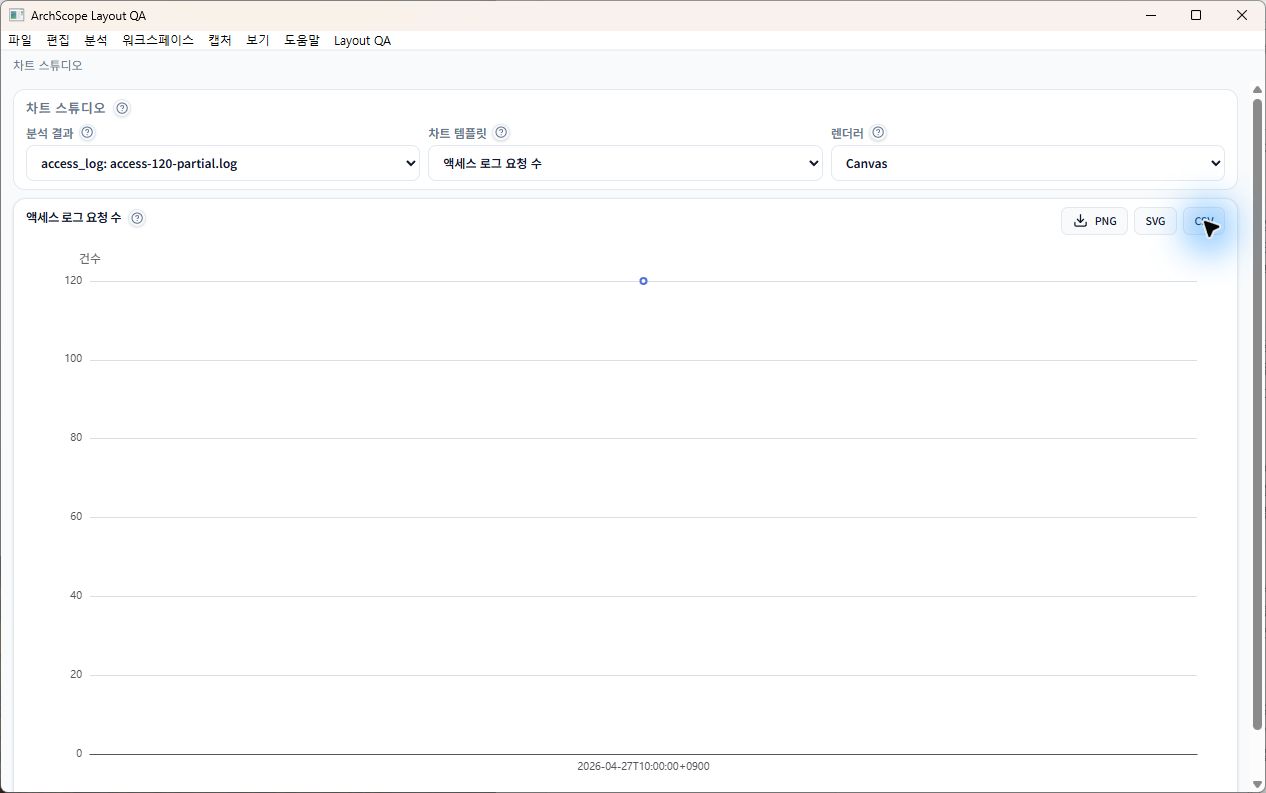 ArchScope Layout QA
파일 편집 분석 워크스페이스 캡처 보기 도움말 Layout QA
차트 스튜디오
차트 스튜디오 ?
분석 결과 ? 차트 템플릿 ? 렌더러 ?
access_log: access-120-partial.log 액세스 로그 요청 수 Canvas
액세스 로그 요청 수 ? PNG SVG CSV
건수
120
100
80
60
40
20
0
2026-04-27T10:00:00+0900